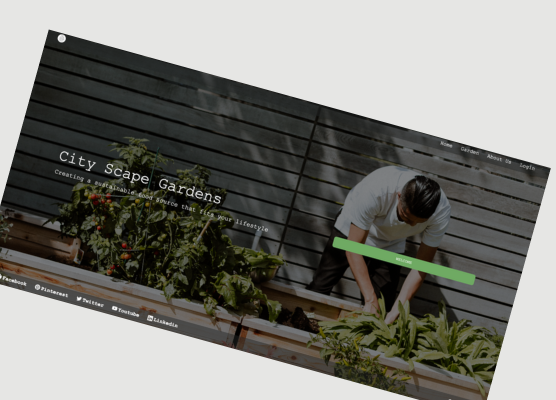 Home Garden About Us Login
City Scape Gardens
Creating a sustainable food source that fits your lifestyle
Facebook Pinterest Twitter Youtube Linkedin